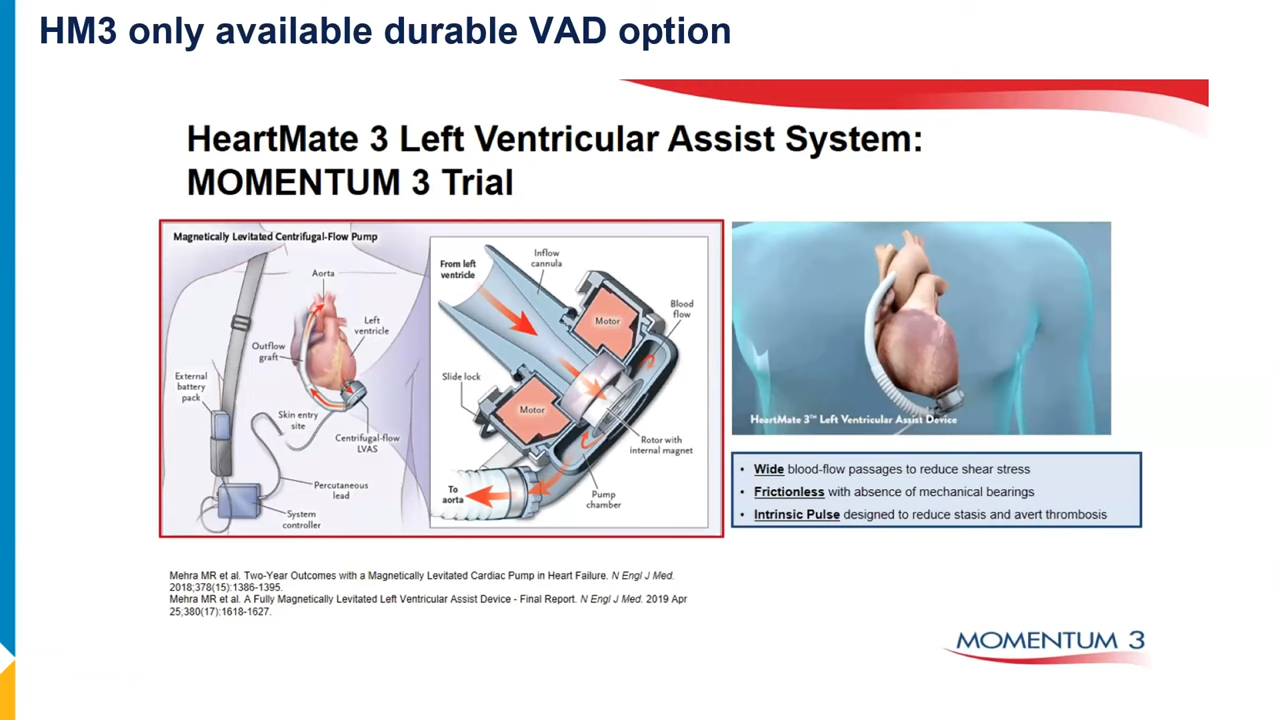 HM3 only available durable VAD option
HeartMate 3 Left Ventricular Assist System:
MOMENTUM 3 Trial
Magnetically Levitated Centrifugal-Flow Pump
Aorta
Left
ventricle
Outflow
graft
External
battery
pack
Skin entry
site
Centrifugal-flow
LVAS
Percutaneous
lead
System
controller
From left
ventricle
Inflow
cannula
Motor
Blood
flow
Slide lock
Motor
Rotor with
internal magnet
To
aorta
Pump
chamber
HeartMate 3™ Left Ventricular Assist Device
• Wide blood-flow passages to reduce shear stress
• Frictionless with absence of mechanical bearings
• Intrinsic Pulse designed to reduce stasis and avert thrombosis
Mehra MR et al. Two-Year Outcomes with a Magnetically Levitated Cardiac Pump in Heart Failure. N Engl J Med.
2018;378(15):1386-1395.
Mehra MR et al. A Fully Magnetically Levitated Left Ventricular Assist Device - Final Report. N Engl J Med. 2019 Apr
25;380(17):1618-1627.
MOMENTUM 3